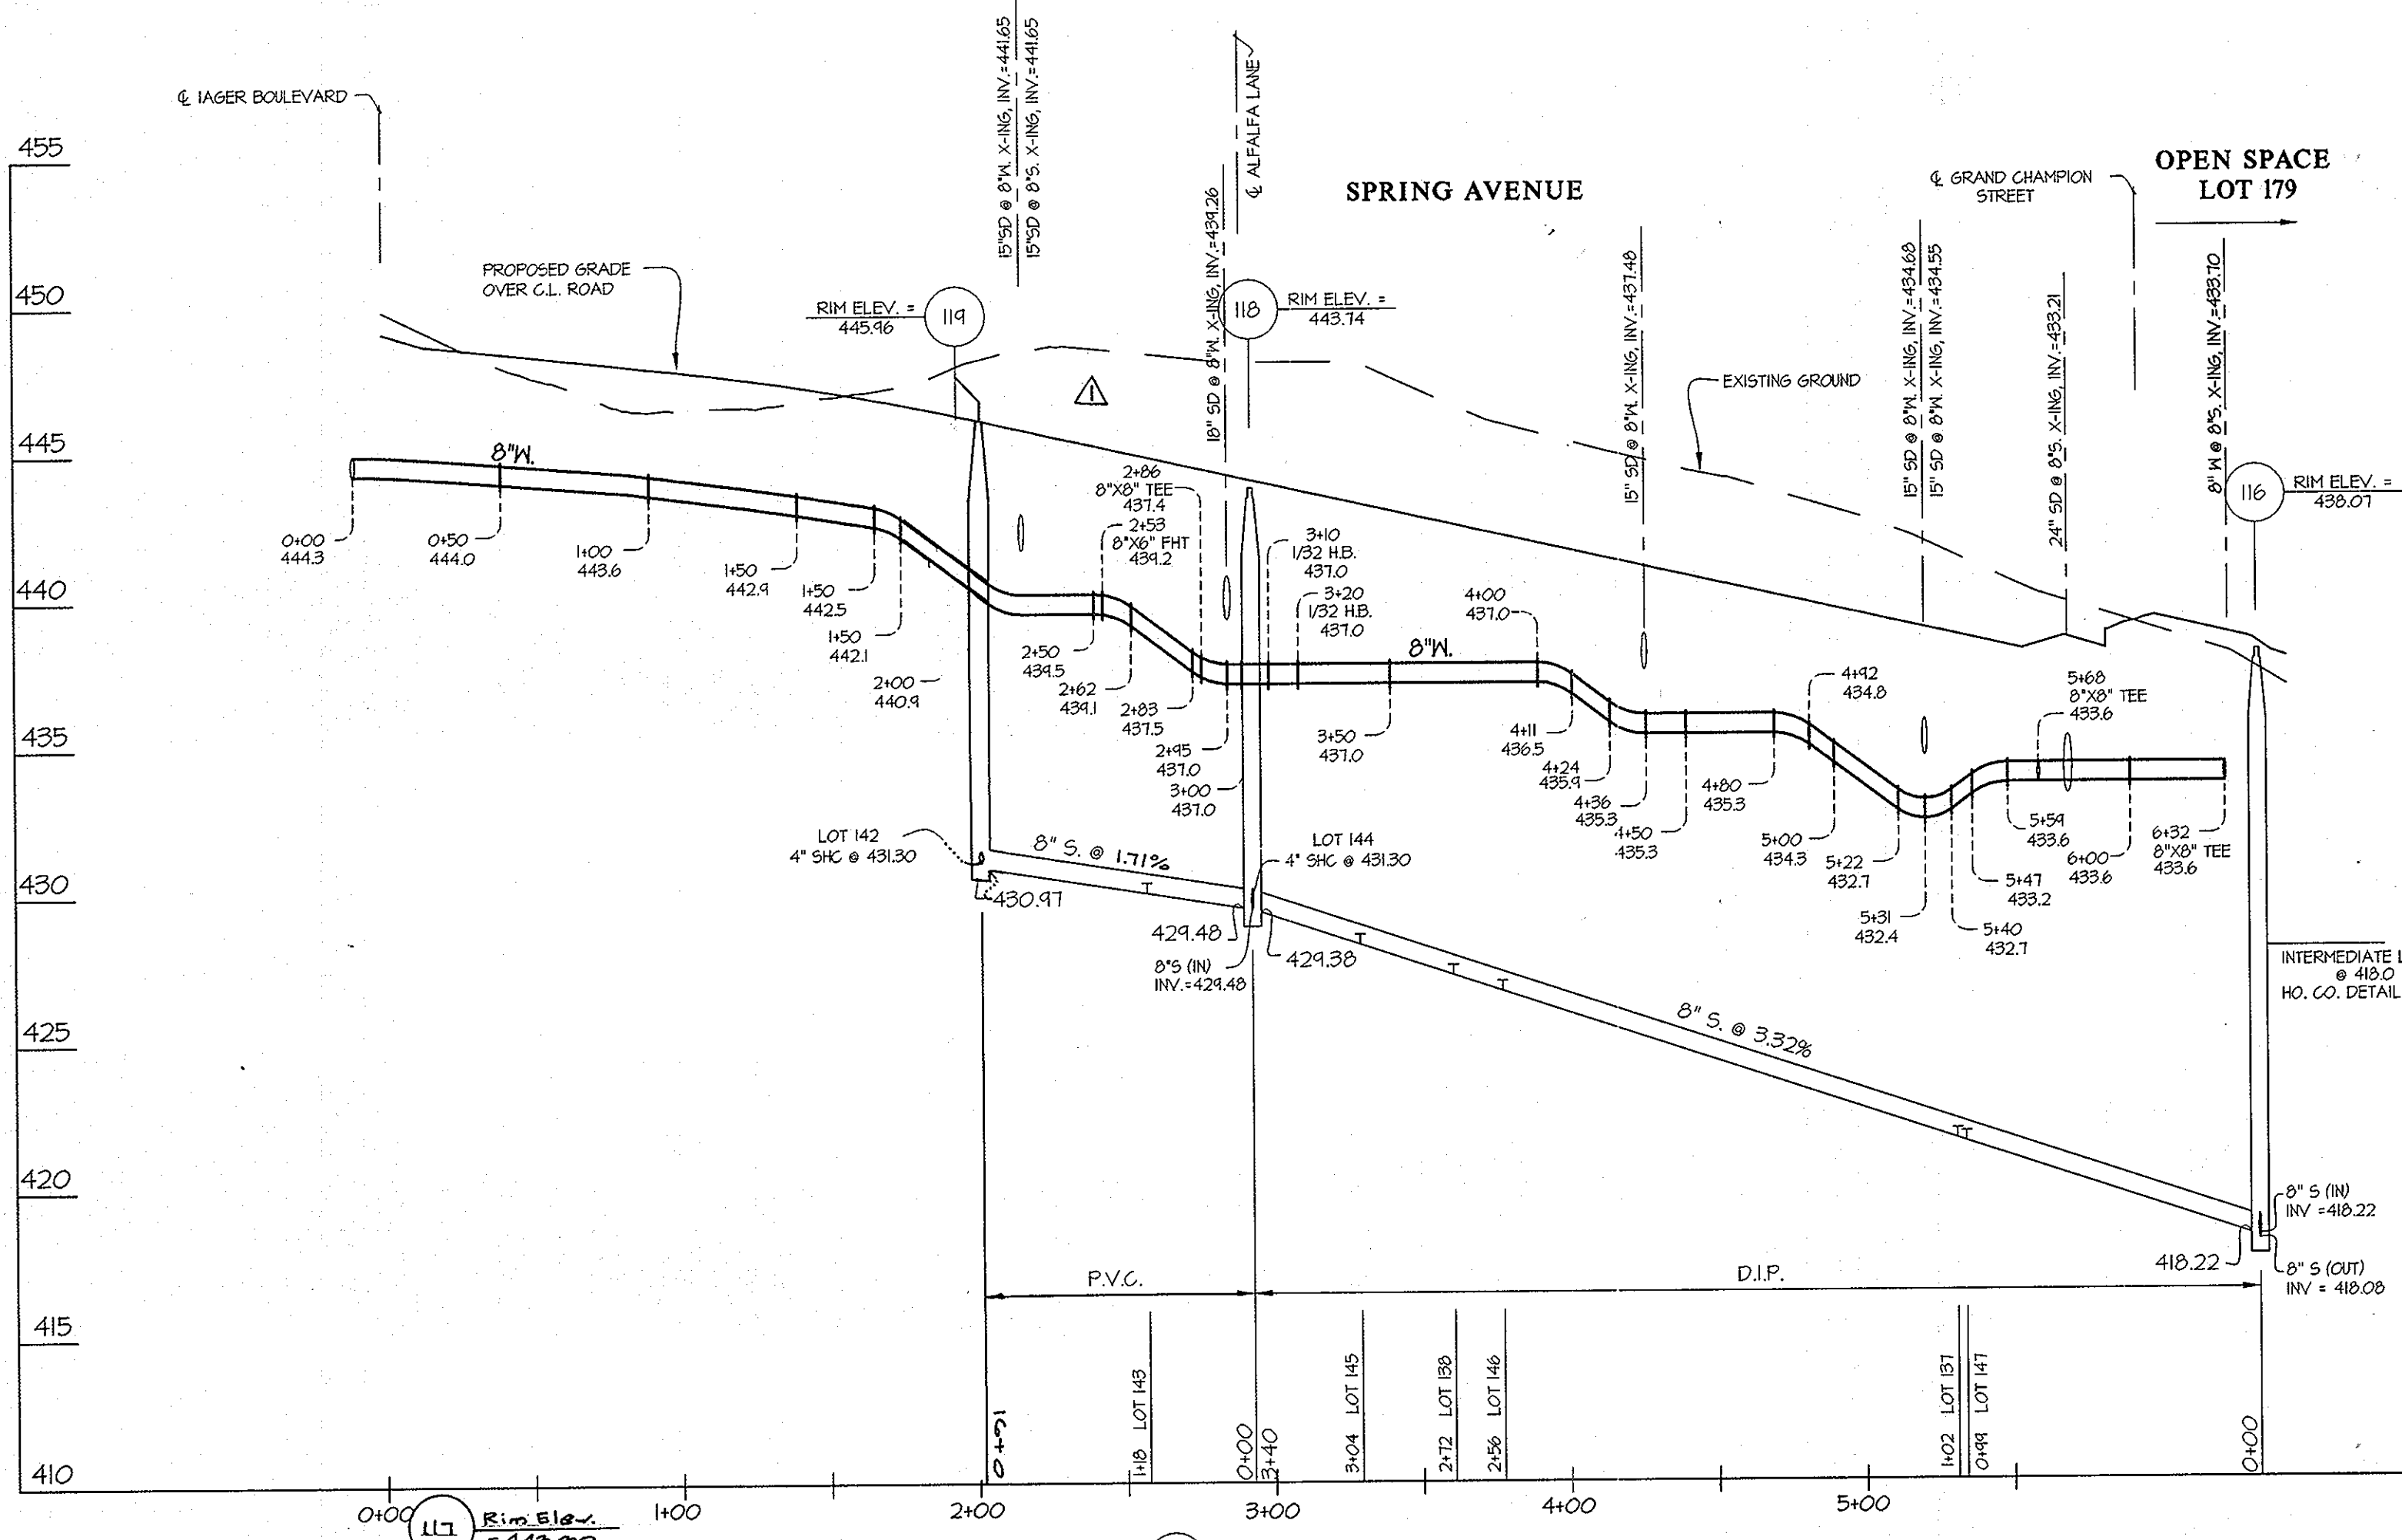 ℄ IAGER BOULEVARD
15"SD @ 8"W. X-ING, INV.=441.65
15"SD @ 8"S. X-ING, INV.=441.65
℄ ALFALFA LANE
18" SD @ 8"W. X-ING, INV.=439.26
SPRING AVENUE
15" SD @ 8"W. X-ING, INV.=437.48
15" SD @ 8"W. X-ING, INV.=434.68
15" SD @ 8"W. X-ING, INV.=434.55
24" SD @ 8"S. X-ING, INV.=433.21
℄ GRAND CHAMPION
STREET
OPEN SPACE
LOT 179
8"W @ 8"S. X-ING, INV.=433.70
455
450
445
440
435
430
425
420
415
410
PROPOSED GRADE
OVER C.L. ROAD
RIM ELEV. =
445.96
119
118
RIM ELEV. =
443.74
1
EXISTING GROUND
116
RIM ELEV. =
438.07
8"W.
0+00
444.3
0+50
444.0
1+00
443.6
1+50
442.9
1+50
442.5
1+50
442.1
2+00
440.9
2+50
439.5
2+53
8"X6" FHT
439.2
2+62
439.1
2+83
437.5
2+86
8"X8" TEE
437.4
2+95
437.0
3+00
437.0
3+10
1/32 H.B.
437.0
3+20
1/32 H.B.
437.0
3+50
437.0
8"W.
4+00
437.0
4+11
436.5
4+24
435.9
4+36
435.3
4+50
435.3
4+80
435.3
4+92
434.8
5+00
434.3
5+22
432.7
5+31
432.4
5+40
432.7
5+47
433.2
5+59
433.6
5+68
8"X8" TEE
433.6
6+00
433.6
6+32
8"X8" TEE
433.6
LOT 142
4" SHC @ 431.30
8" S. @ 1.71%
430.97
LOT 144
4" SHC @ 431.30
429.48
8"S (IN)
INV.=429.48
429.38
8" S. @ 3.32%
INTERMEDIATE
@ 418.0
HO. CO. DETAIL
8" S (IN)
INV =418.22
418.22
8" S (OUT)
INV = 418.08
P.V.C.
D.I.P.
1+18 LOT 143
0+00
3+40
3+04 LOT 145
2+72 LOT 138
2+56 LOT 146
1+02 LOT 137
0+99 LOT 147
0+00
0+00
1+00
2+00
3+00
4+00
5+00
117
Rim Elev.